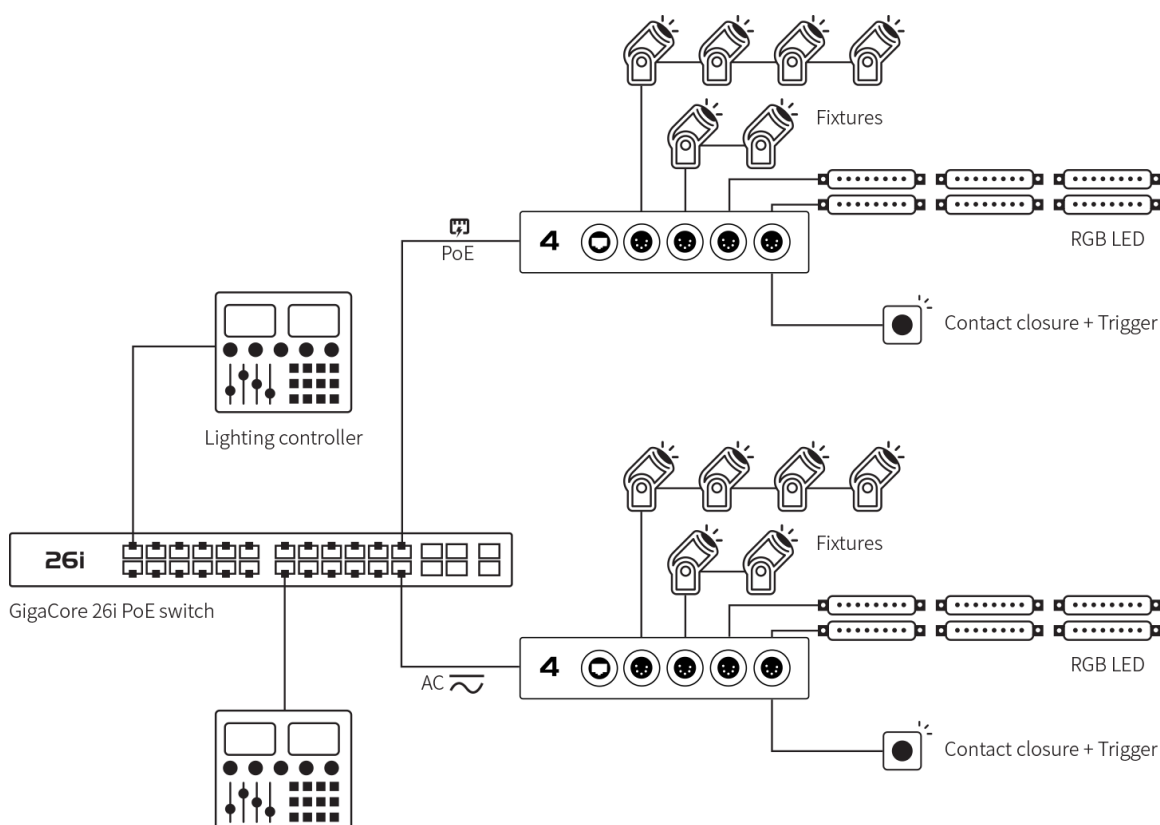 Fixtures
4
RGB LED
PoE
Contact closure + Trigger
Lighting controller
26i
GigaCore 26i PoE switch
Fixtures
4
RGB LED
AC
Contact closure + Trigger